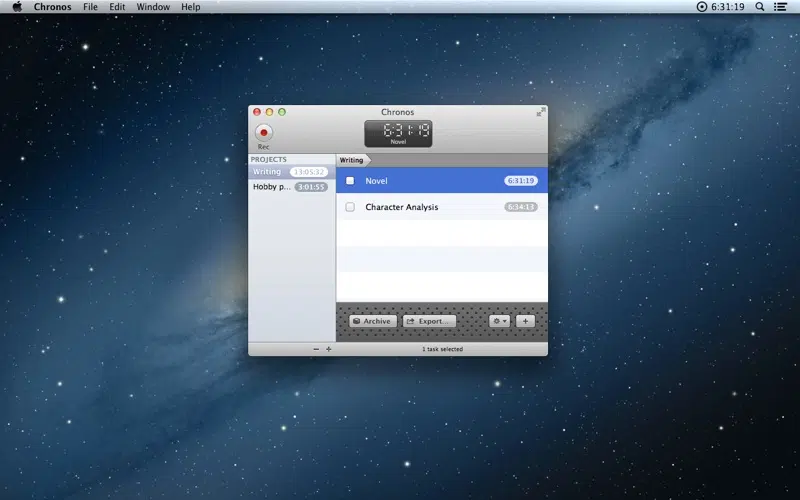 Chronos File Edit Window Help 6:31:19
Chronos
6:31:19
Novel
Rec
PROJECTS
Writing 13:05:32
Hobby p... 3:01:55
Writing
Novel 6:31:19
Character Analysis 6:34:13
Archive Export...
1 task selected